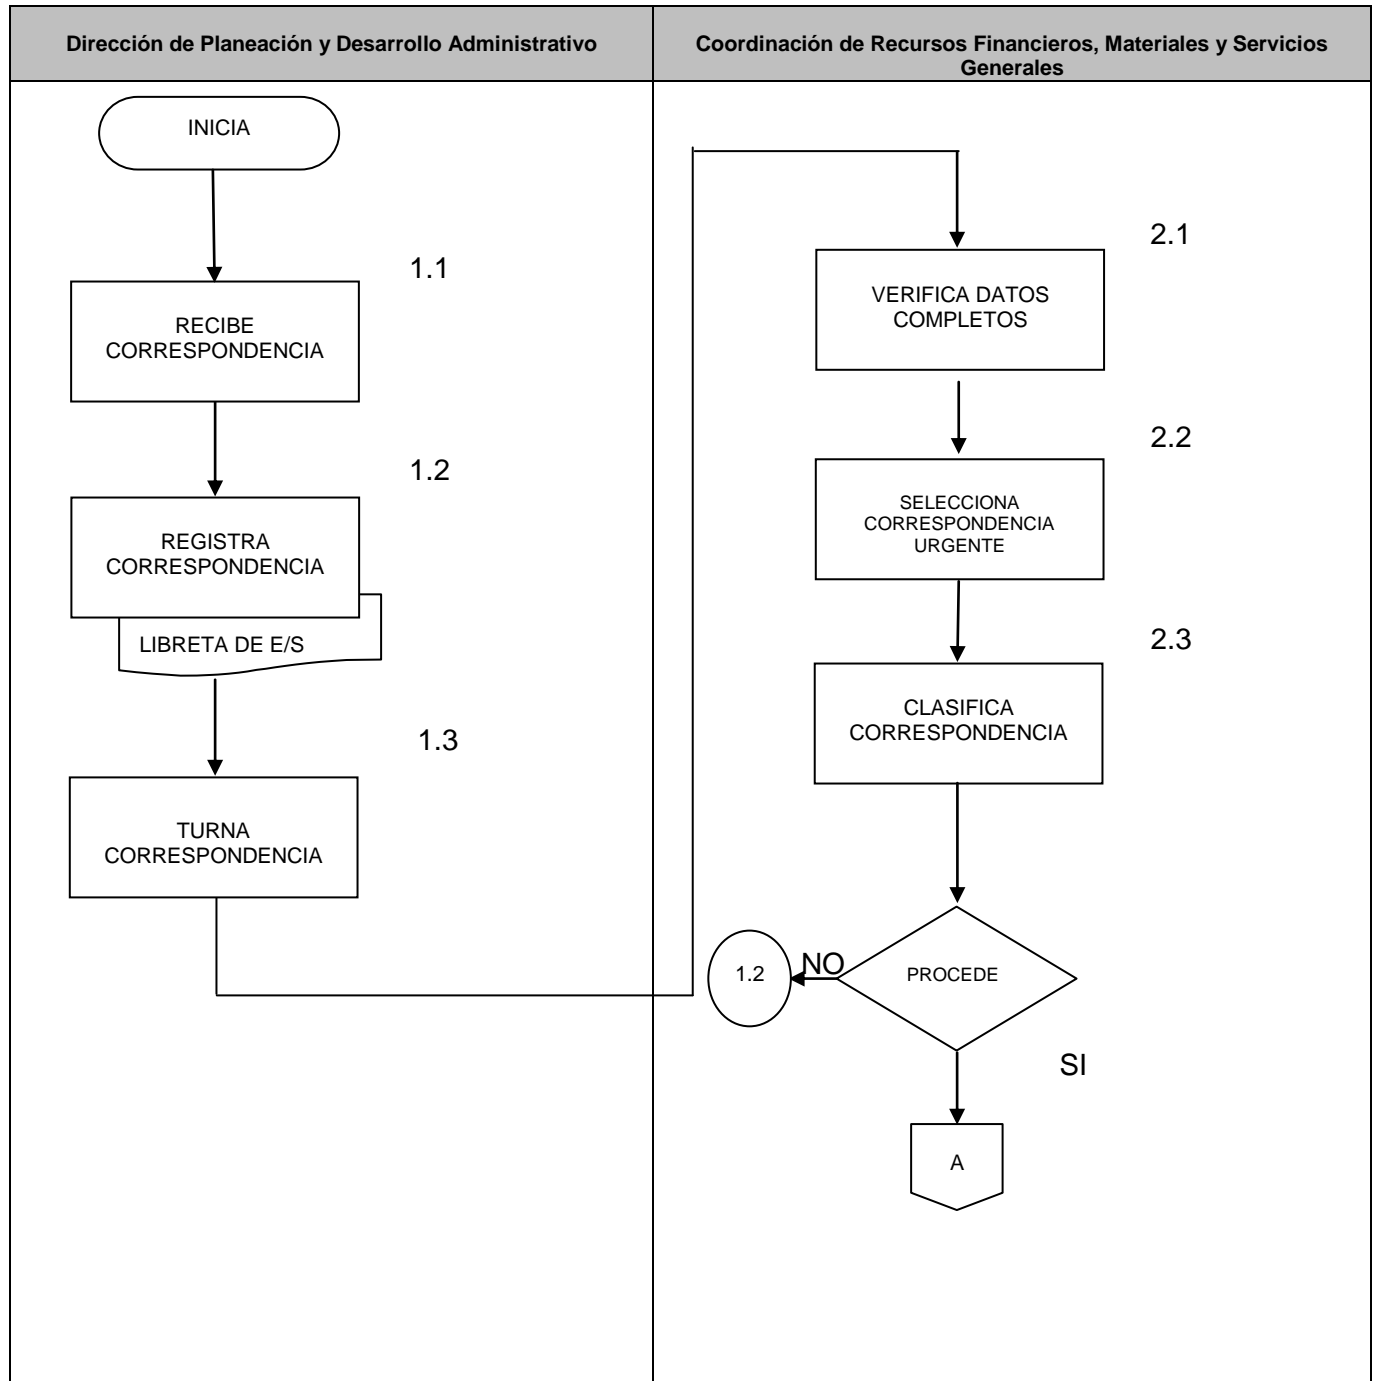 Dirección de Planeación y Desarrollo Administrativo
Coordinación de Recursos Financieros, Materiales y Servicios
Generales
INICIA
1.1
RECIBE
CORRESPONDENCIA
1.2
REGISTRA
CORRESPONDENCIA
LIBRETA DE E/S
1.3
TURNA
CORRESPONDENCIA
2.1
VERIFICA DATOS
COMPLETOS
2.2
SELECCIONA
CORRESPONDENCIA
URGENTE
2.3
CLASIFICA
CORRESPONDENCIA
1.2
NO
PROCEDE
SI
A